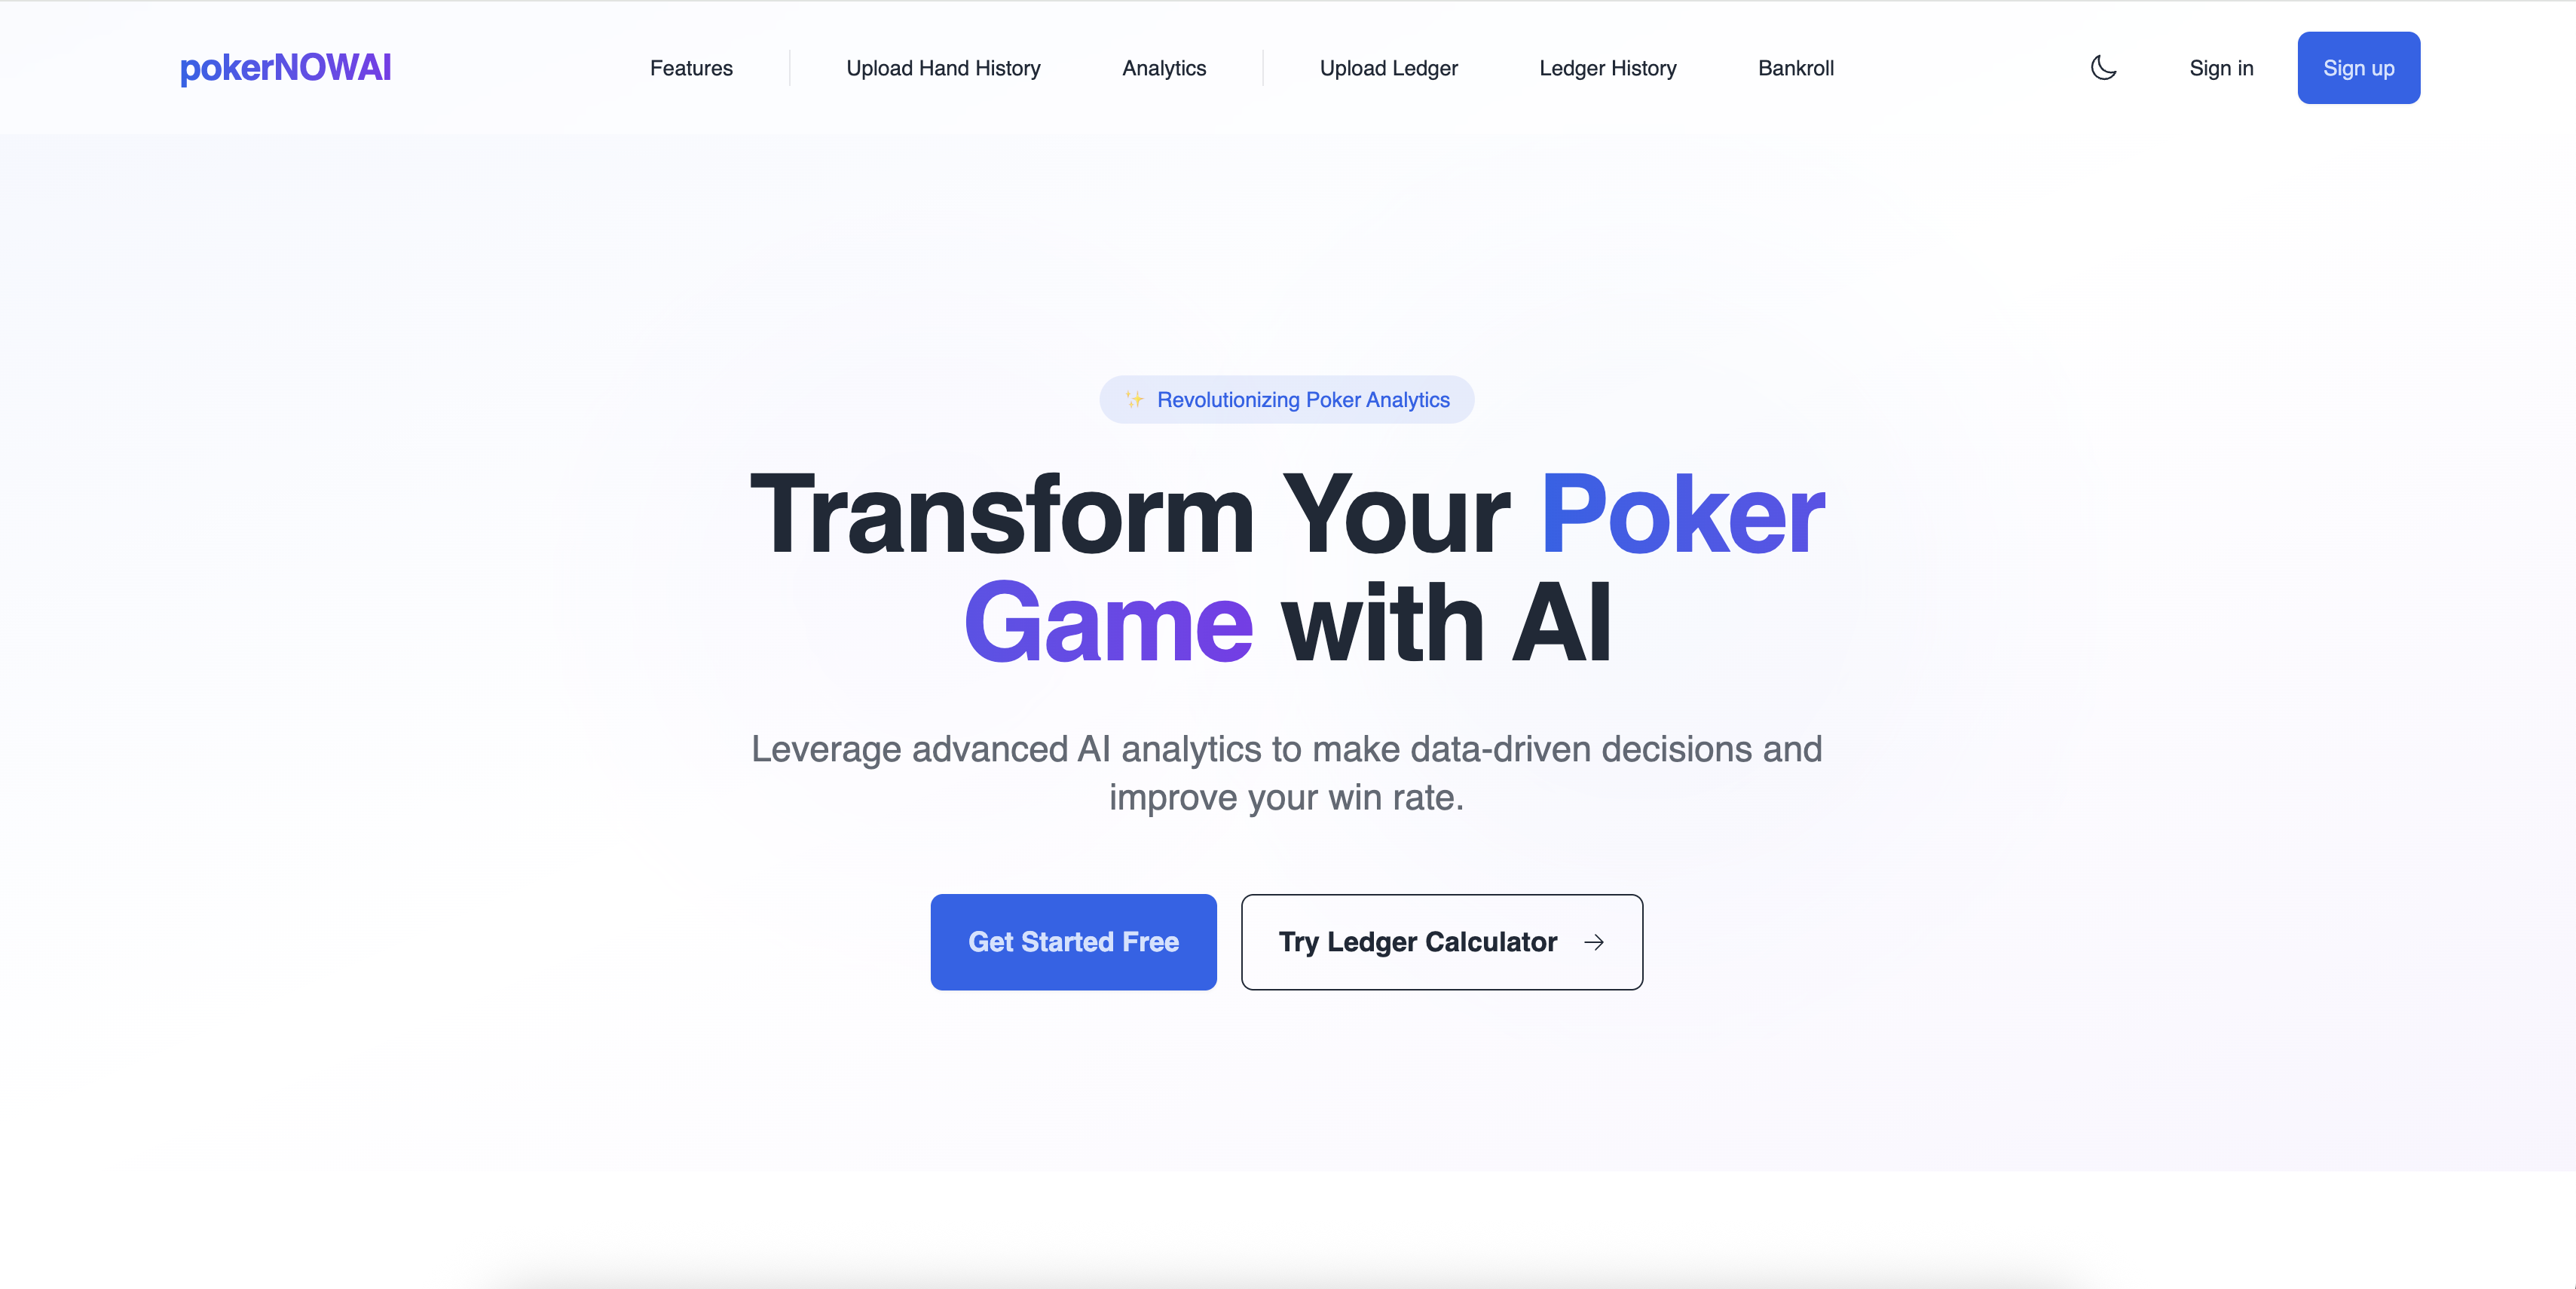 pokerNOWAI
Features
Upload Hand History
Analytics
Upload Ledger
Ledger History
Bankroll
Sign in
Sign up
✨ Revolutionizing Poker Analytics
Transform Your Poker
Game with AI
Leverage advanced AI analytics to make data-driven decisions and
improve your win rate.
Get Started Free
Try Ledger Calculator →